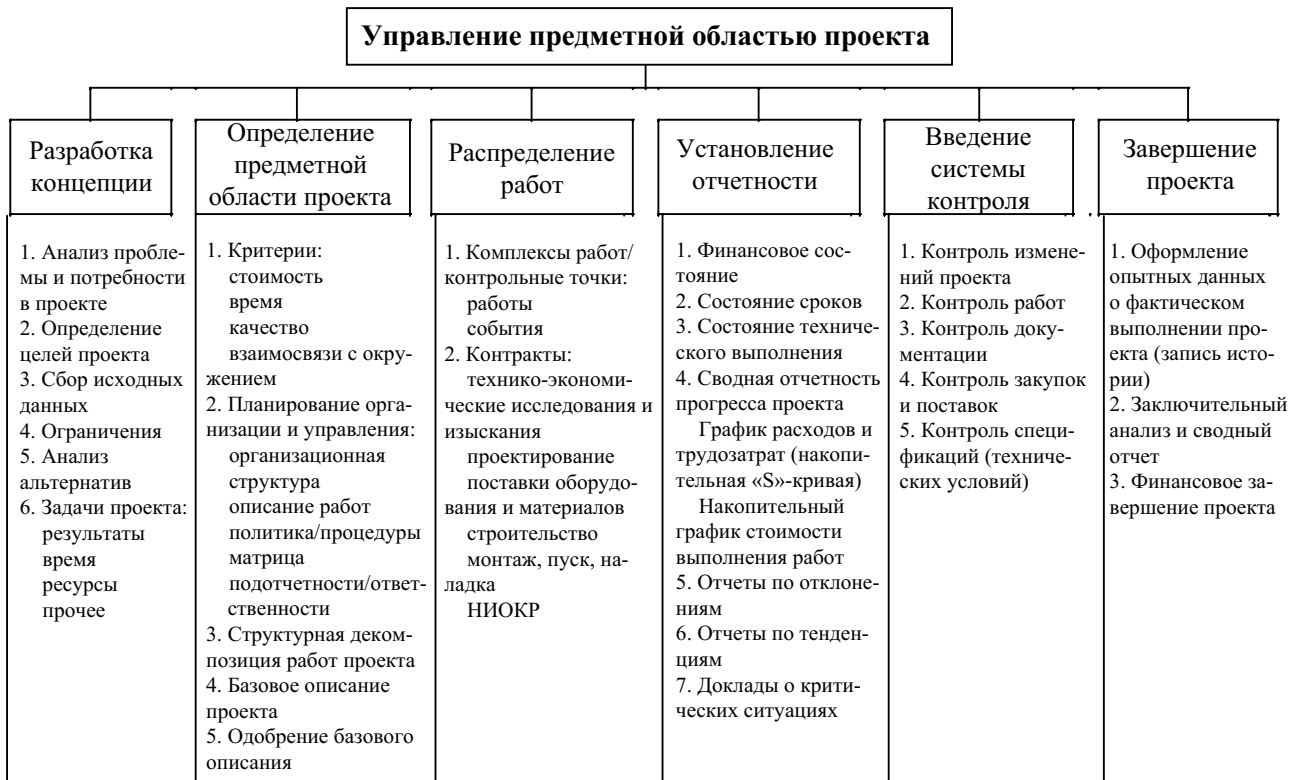 Управление предметной областью проекта
Разработка
концепции
Определение
предметной
области проекта
Распределение
работ
Установление
отчетности
Введение
системы
контроля
Завершение
проекта
1. Анализ пробле-
мы и потребности
в проекте
2. Определение
целей проекта
3. Сбор исходных
данных
4. Ограничения
5. Анализ
альтернатив
6. Задачи проекта:
результаты
время
ресурсы
прочее
1. Критерии:
стоимость
время
качество
взаимосвязи с окру-
жением
2. Планирование орга-
низации и управления:
организационная
структура
описание работ
политика/процедуры
матрица
подотчетности/ответ-
ственности
3. Структурная деком-
позиция работ проекта
4. Базовое описание
проекта
5. Одобрение базового
описания
1. Комплексы работ/
контрольные точки:
работы
события
2. Контракты:
технико-экономи-
ческие исследования и
изыскания
проектирование
поставки оборудо-
вания и материалов
строительство
монтаж, пуск, на-
ладка
НИОКР
1. Финансовое сос-
тояние
2. Состояние сроков
3. Состояние техниче-
ского выполнения
4. Сводная отчетность
прогресса проекта
График расходов и
трудозатрат (накопи-
тельная «S»-кривая)
Накопительный
график стоимости
выполнения работ
5. Отчеты по отклоне-
ниям
6. Отчеты по тенден-
циям
7. Доклады о крити-
ческих ситуациях
1. Контроль измене-
ний проекта
2. Контроль работ
3. Контроль доку-
ментации
4. Контроль закупок
и поставок
5. Контроль специ-
фикаций (техниче-
ских условий)
1. Оформление
опытных данных
о фактическом
выполнении про-
екта (запись исто-
рии)
2. Заключительный
анализ и сводный
отчет
3. Финансовое за-
вершение проекта